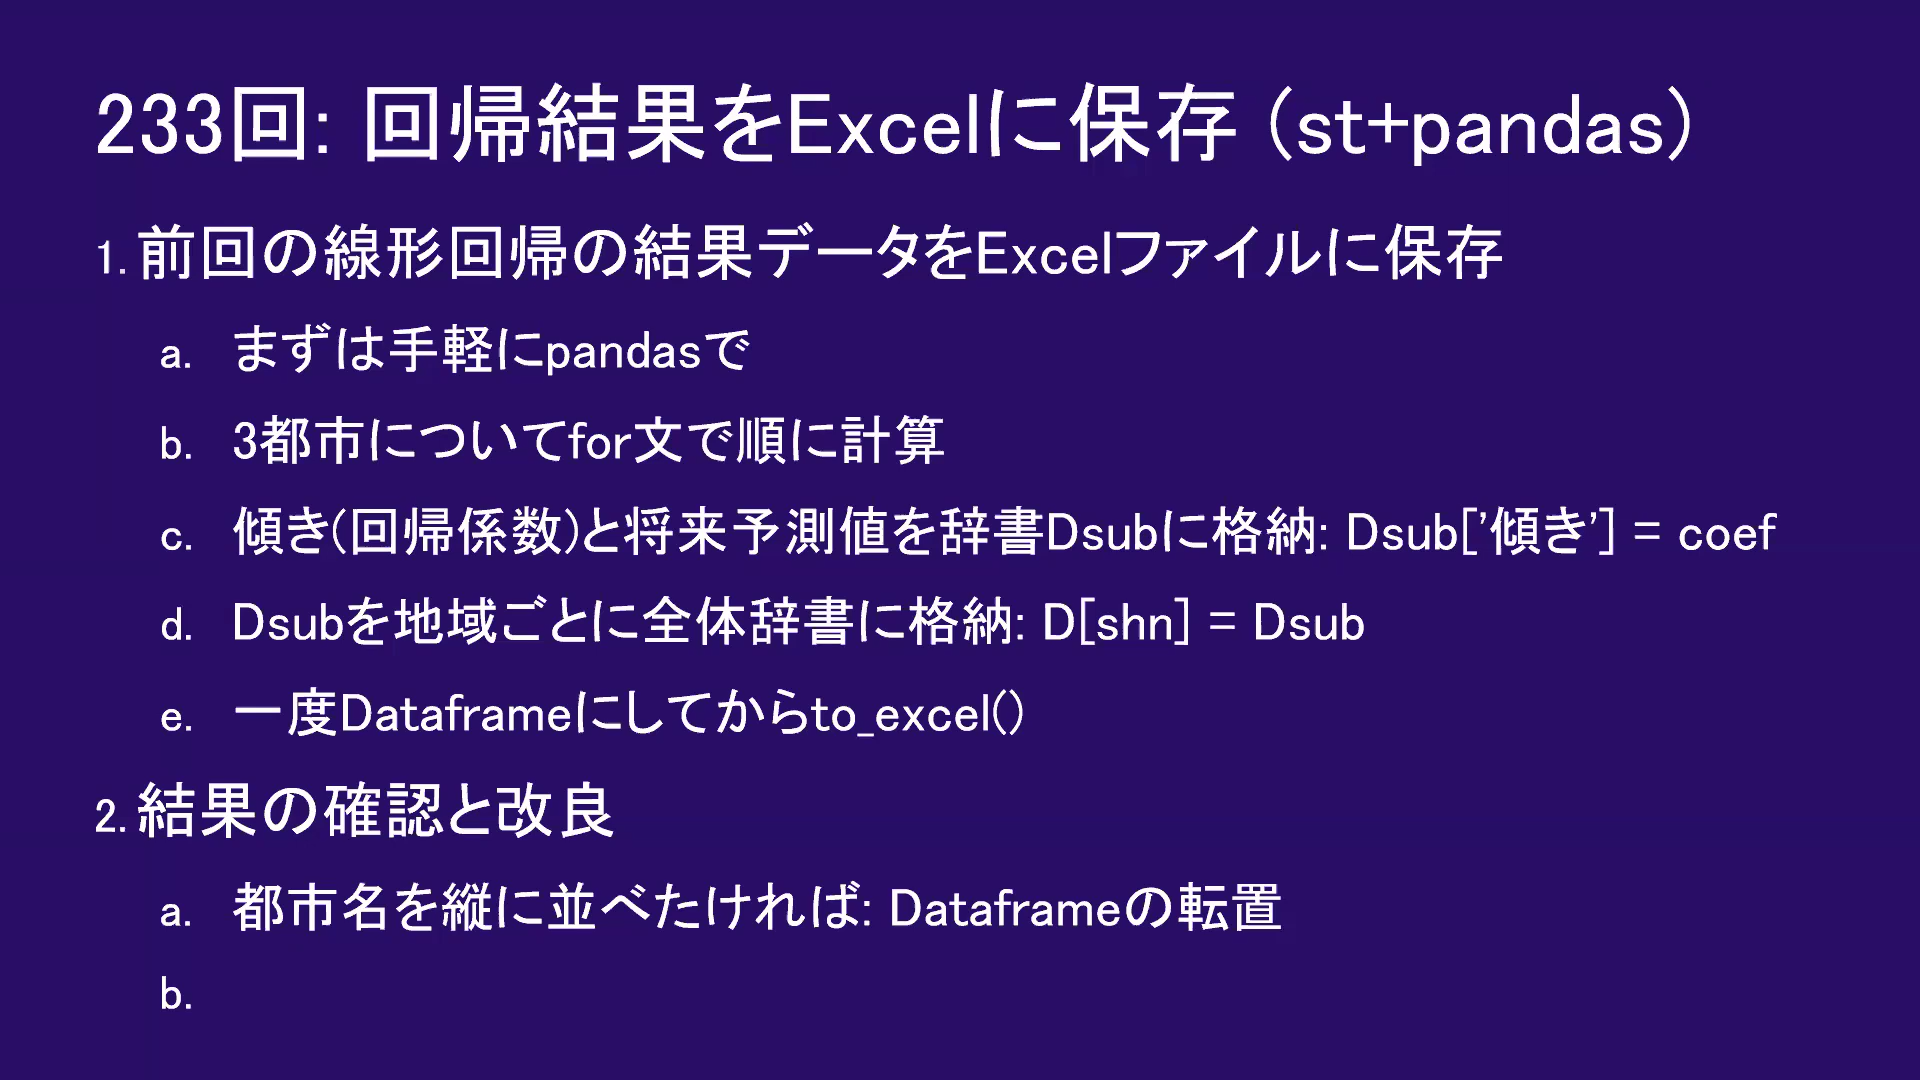 233回: 回帰結果をExcelに保存 (st+pandas)
1. 前回の線形回帰の結果データをExcelファイルに保存
a. まずは手軽にpandasで
b. 3都市についてfor文で順に計算
c. 傾き(回帰係数)と将来予測値を辞書Dsubに格納: Dsub['傾き'] = coef
d. Dsubを地域ごとに全体辞書に格納: D[shn] = Dsub
e. 一度Dataframeにしてからto_excel()
2. 結果の確認と改良
a. 都市名を縦に並べたければ: Dataframeの転置
b.